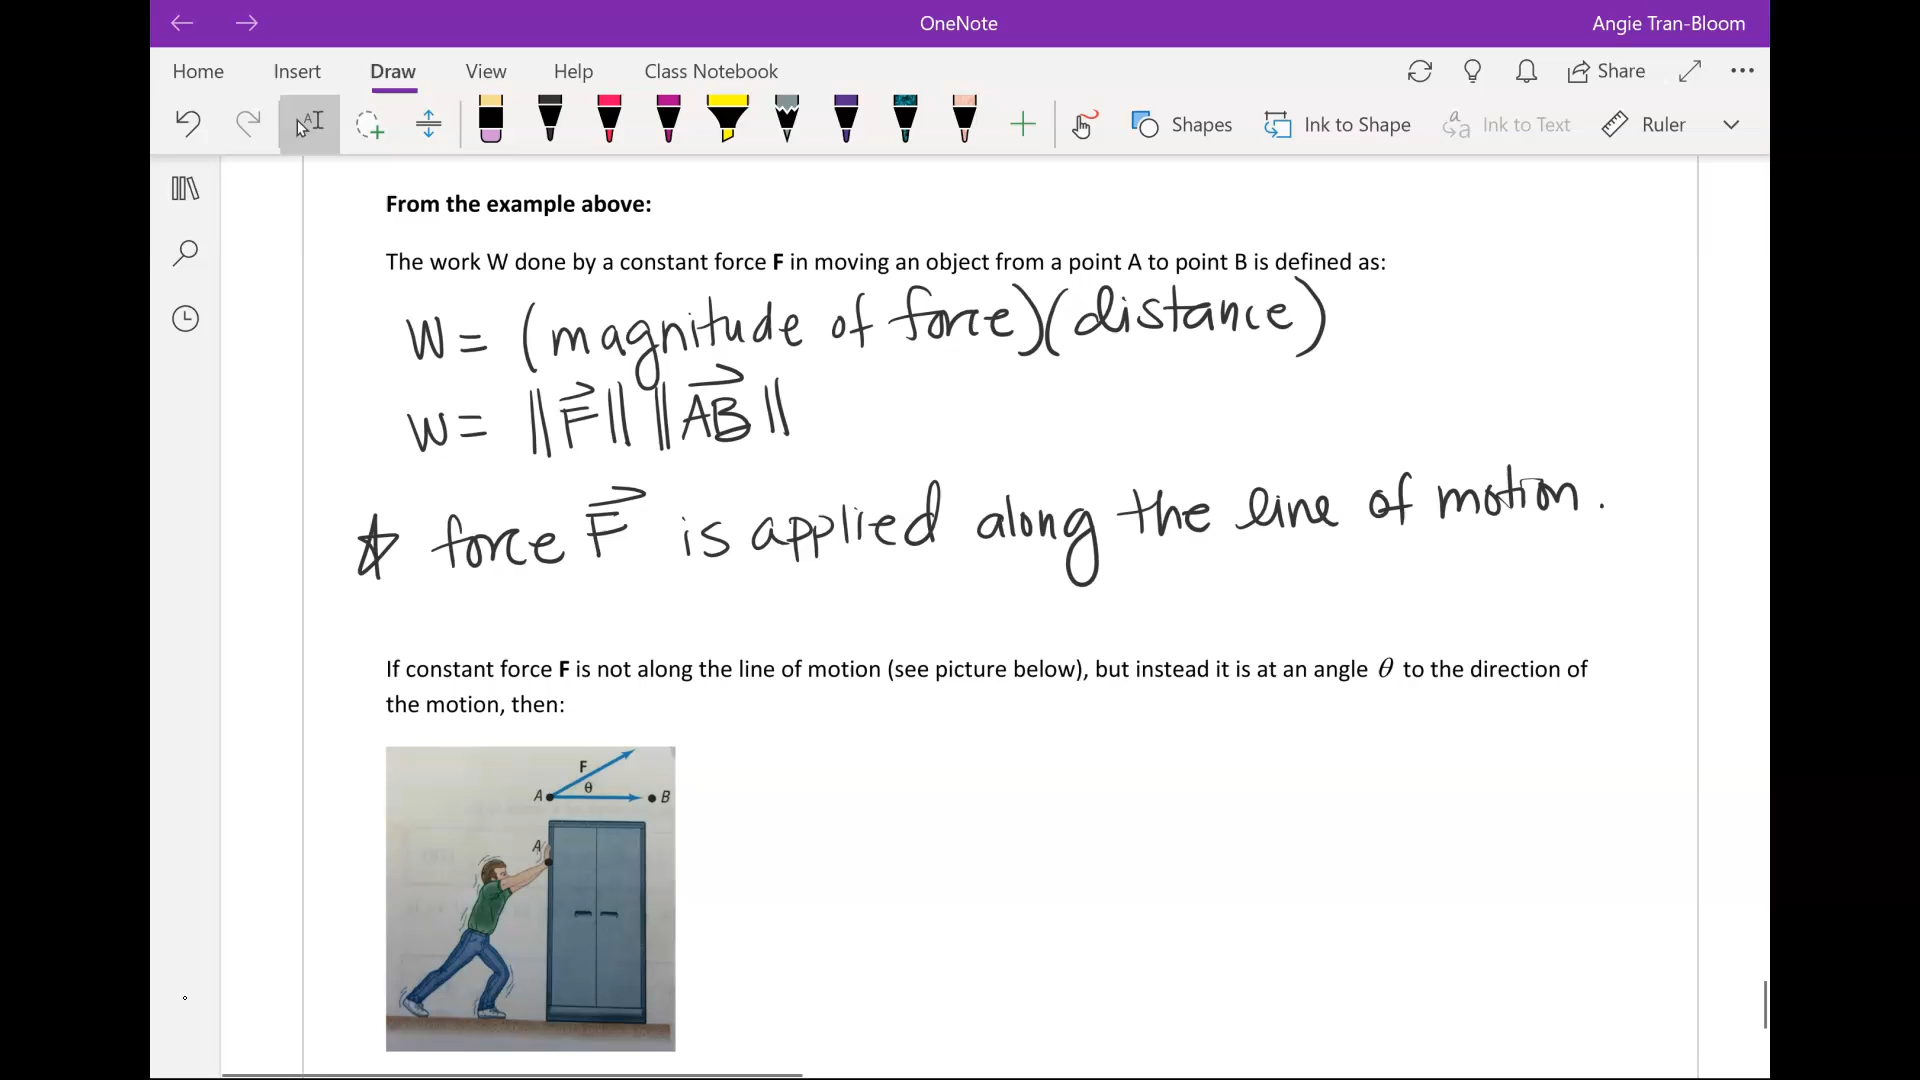 OneNote
Angie Tran-Bloom
Home Insert Draw View Help Class Notebook Share
Shapes Ink to Shape Ink to Text Ruler
From the example above:
The work W done by a constant force F in moving an object from a point A to point B is defined as:
W = (magnitude of force)(distance)
W = ||F⃗|| ||A⃗B⃗||
☆ force F⃗ is applied along the line of motion.
If constant force F is not along the line of motion (see picture below), but instead it is at an angle θ to the direction of
the motion, then:
F
θ
A B
A